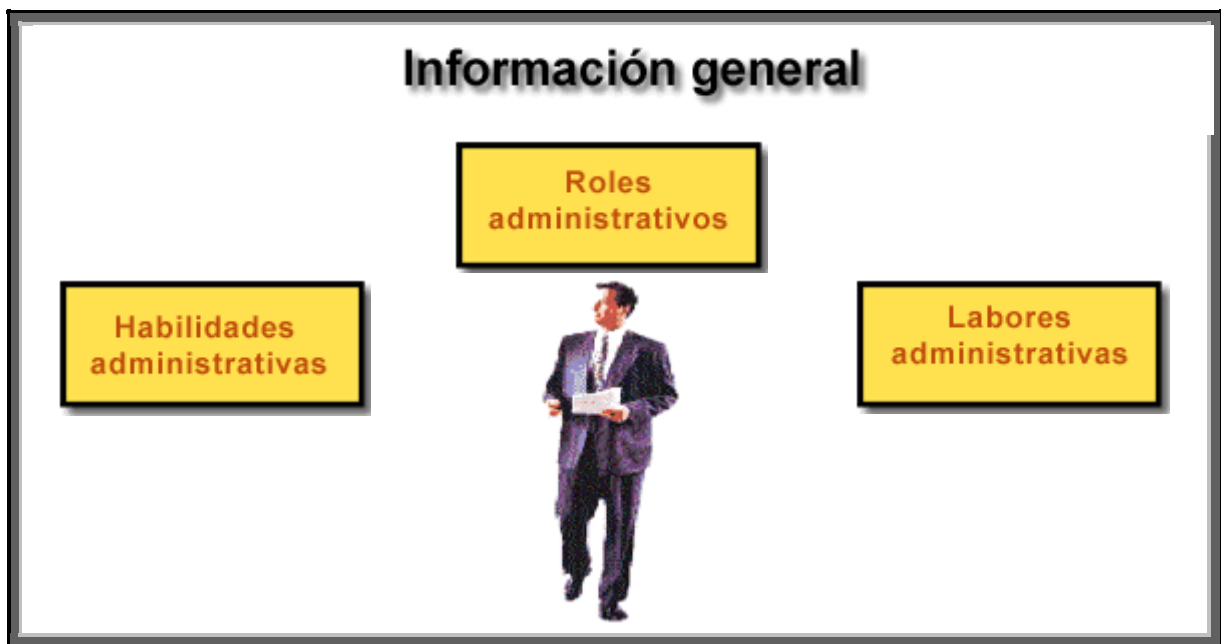 Información general
Roles
administrativos
Habilidades
administrativas
Labores
administrativas